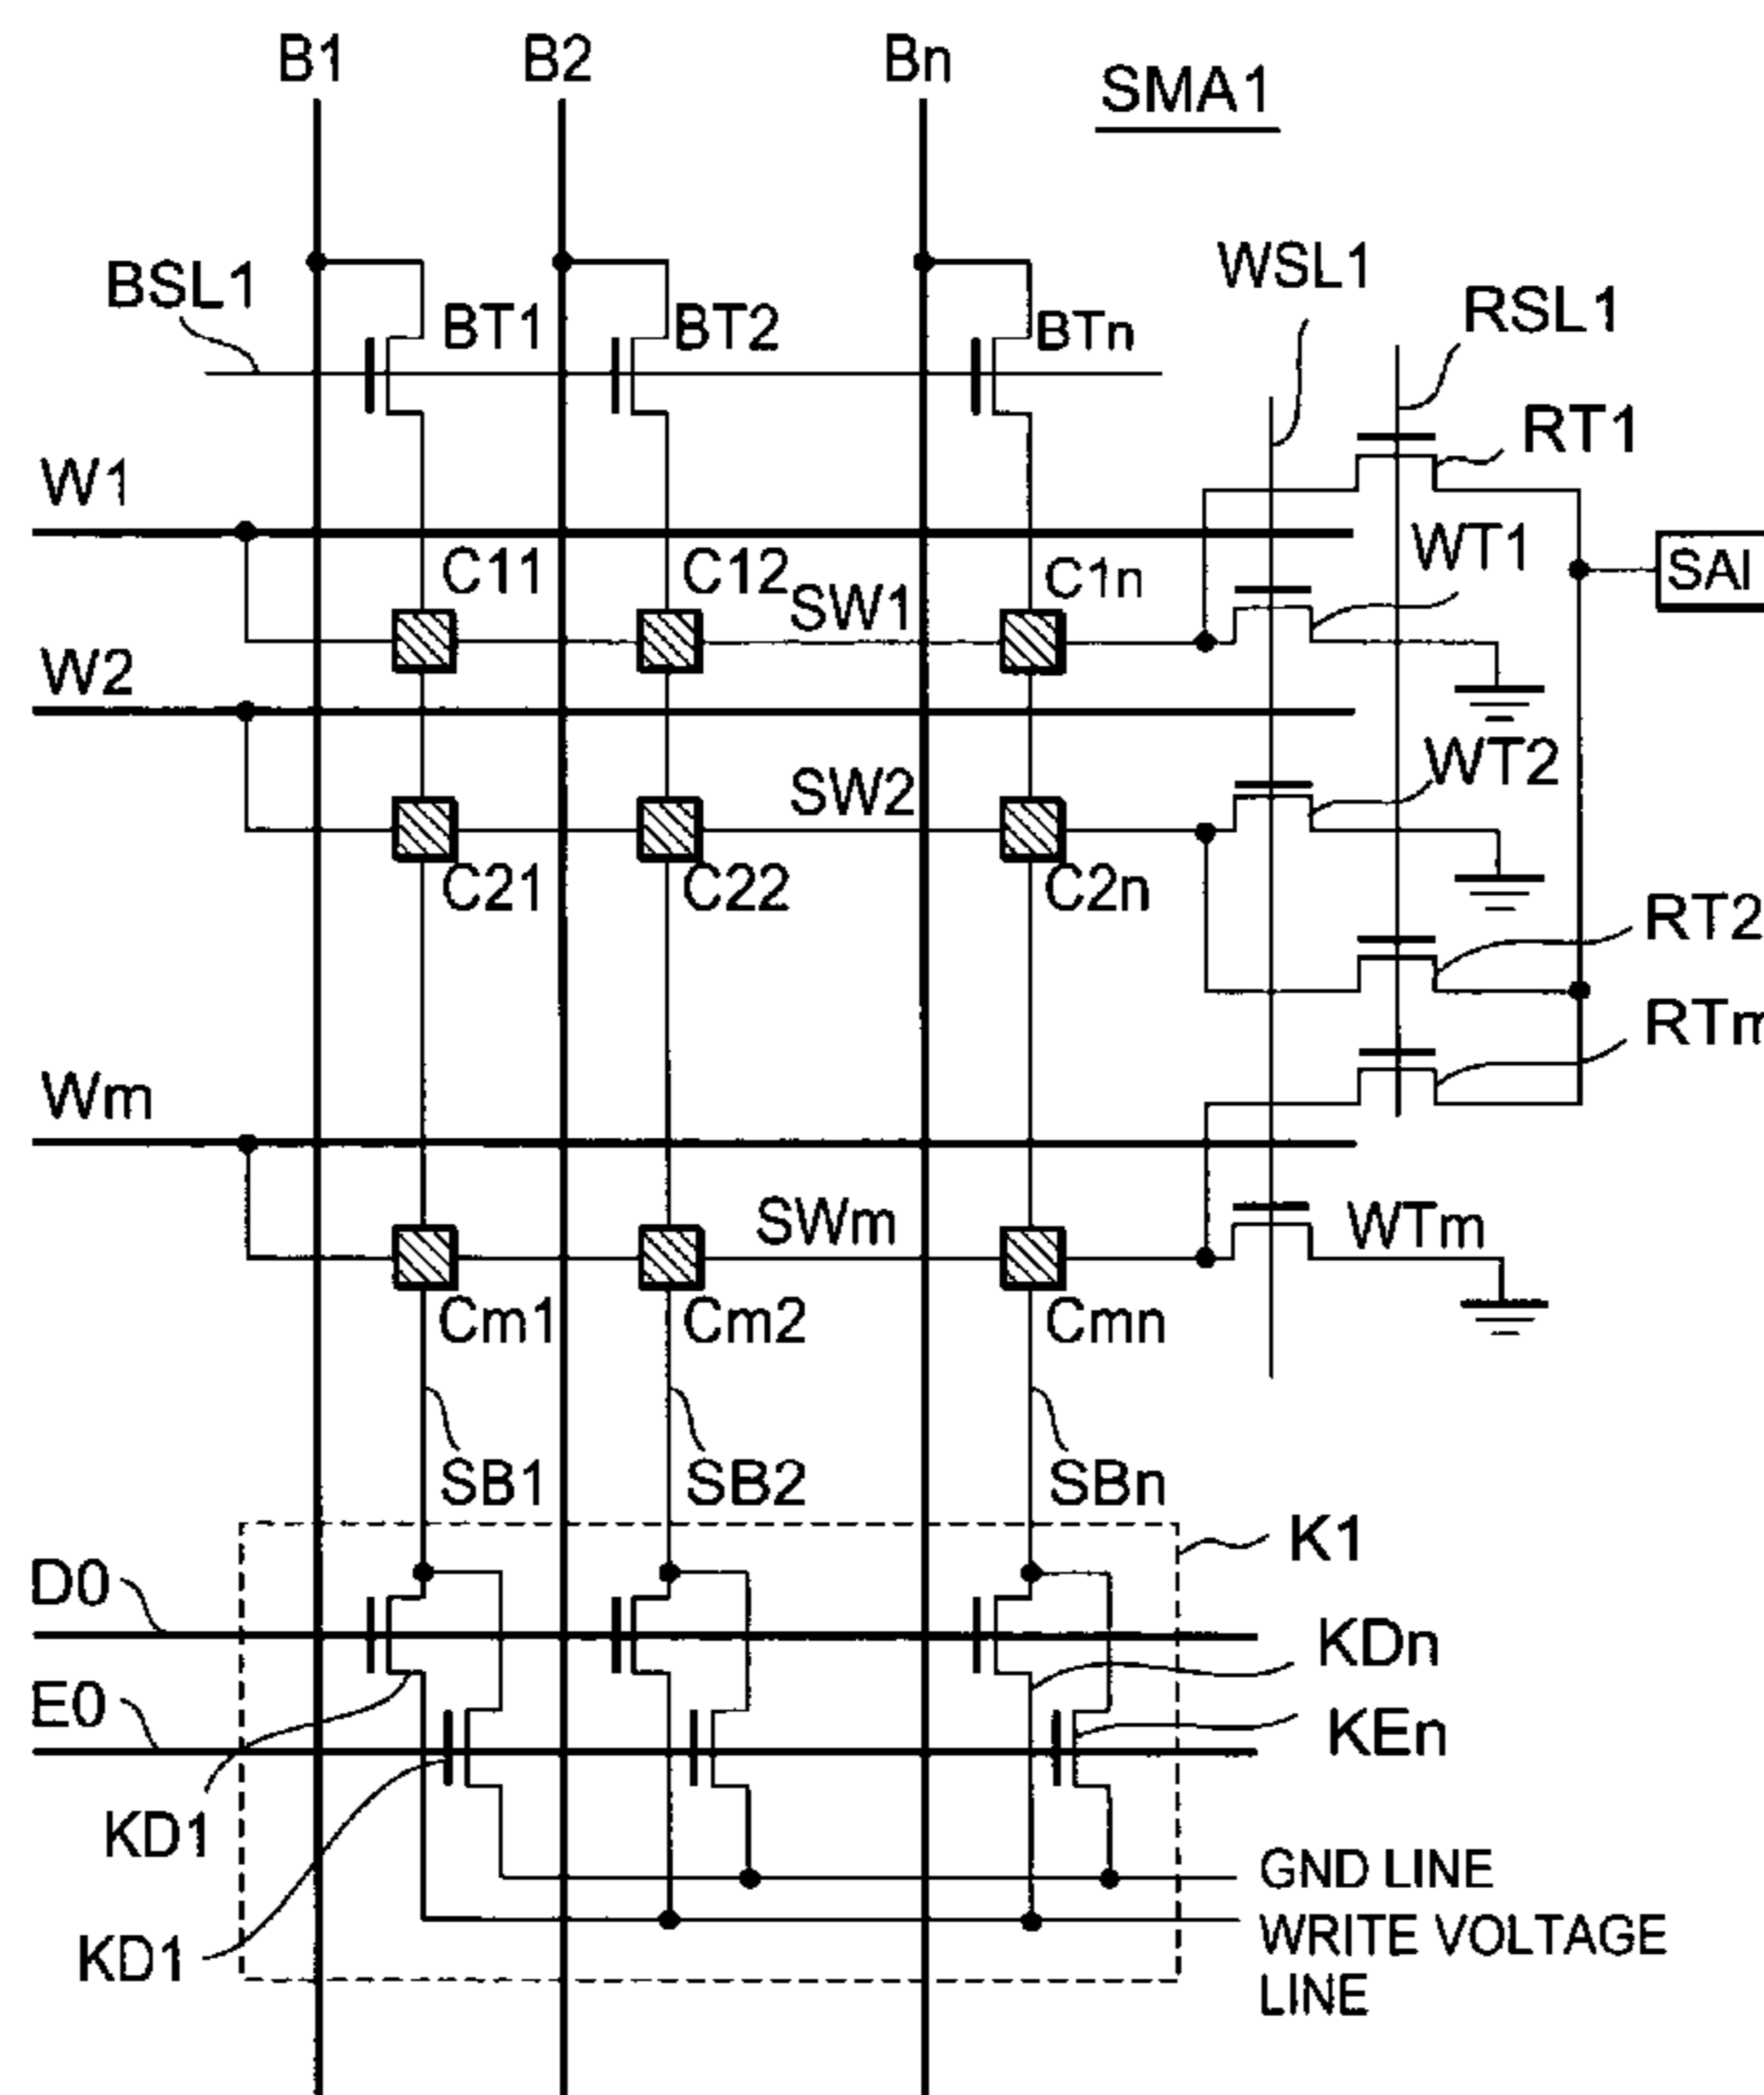 B1 B2 Bn
SMA1
BSL1 BT1 BT2 BTn WSL1
RSL1
RT1
W1
WT1
C11 C12 C1n
SAI
SW1
W2
WT2
SW2
C21 C22 C2n
RT2
RTm
Wm
SWm WTm
Cm1 Cm2 Cmn
SB1 SB2 SBn
K1
D0
KDn
E0
KEn
KD1
GND LINE
KD1
WRITE VOLTAGE
LINE